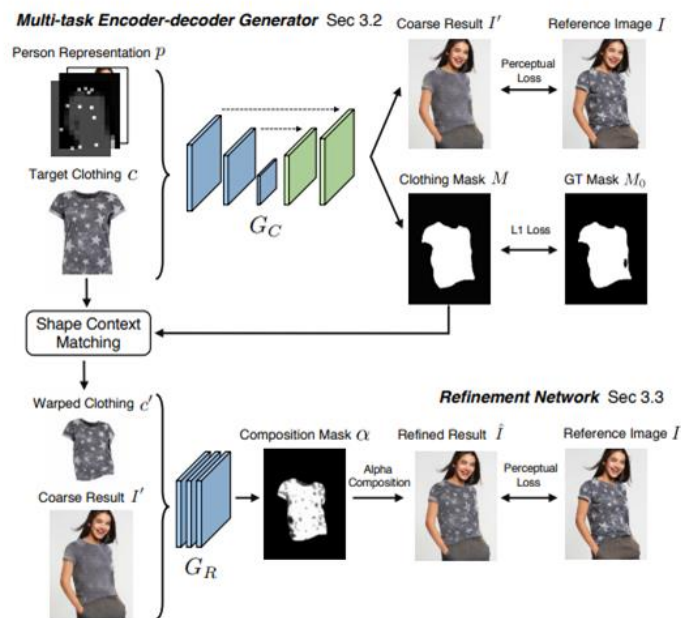 Multi-task Encoder-decoder Generator Sec 3.2
Person Representation p
Coarse Result I′
Reference Image I
Perceptual
Loss
Target Clothing c
G_C
Clothing Mask M
GT Mask M_0
L1 Loss
Shape Context
Matching
Warped Clothing c′
Refinement Network Sec 3.3
Composition Mask α
Refined Result Î
Reference Image I
Alpha
Composition
Perceptual
Loss
Coarse Result I′
G_R